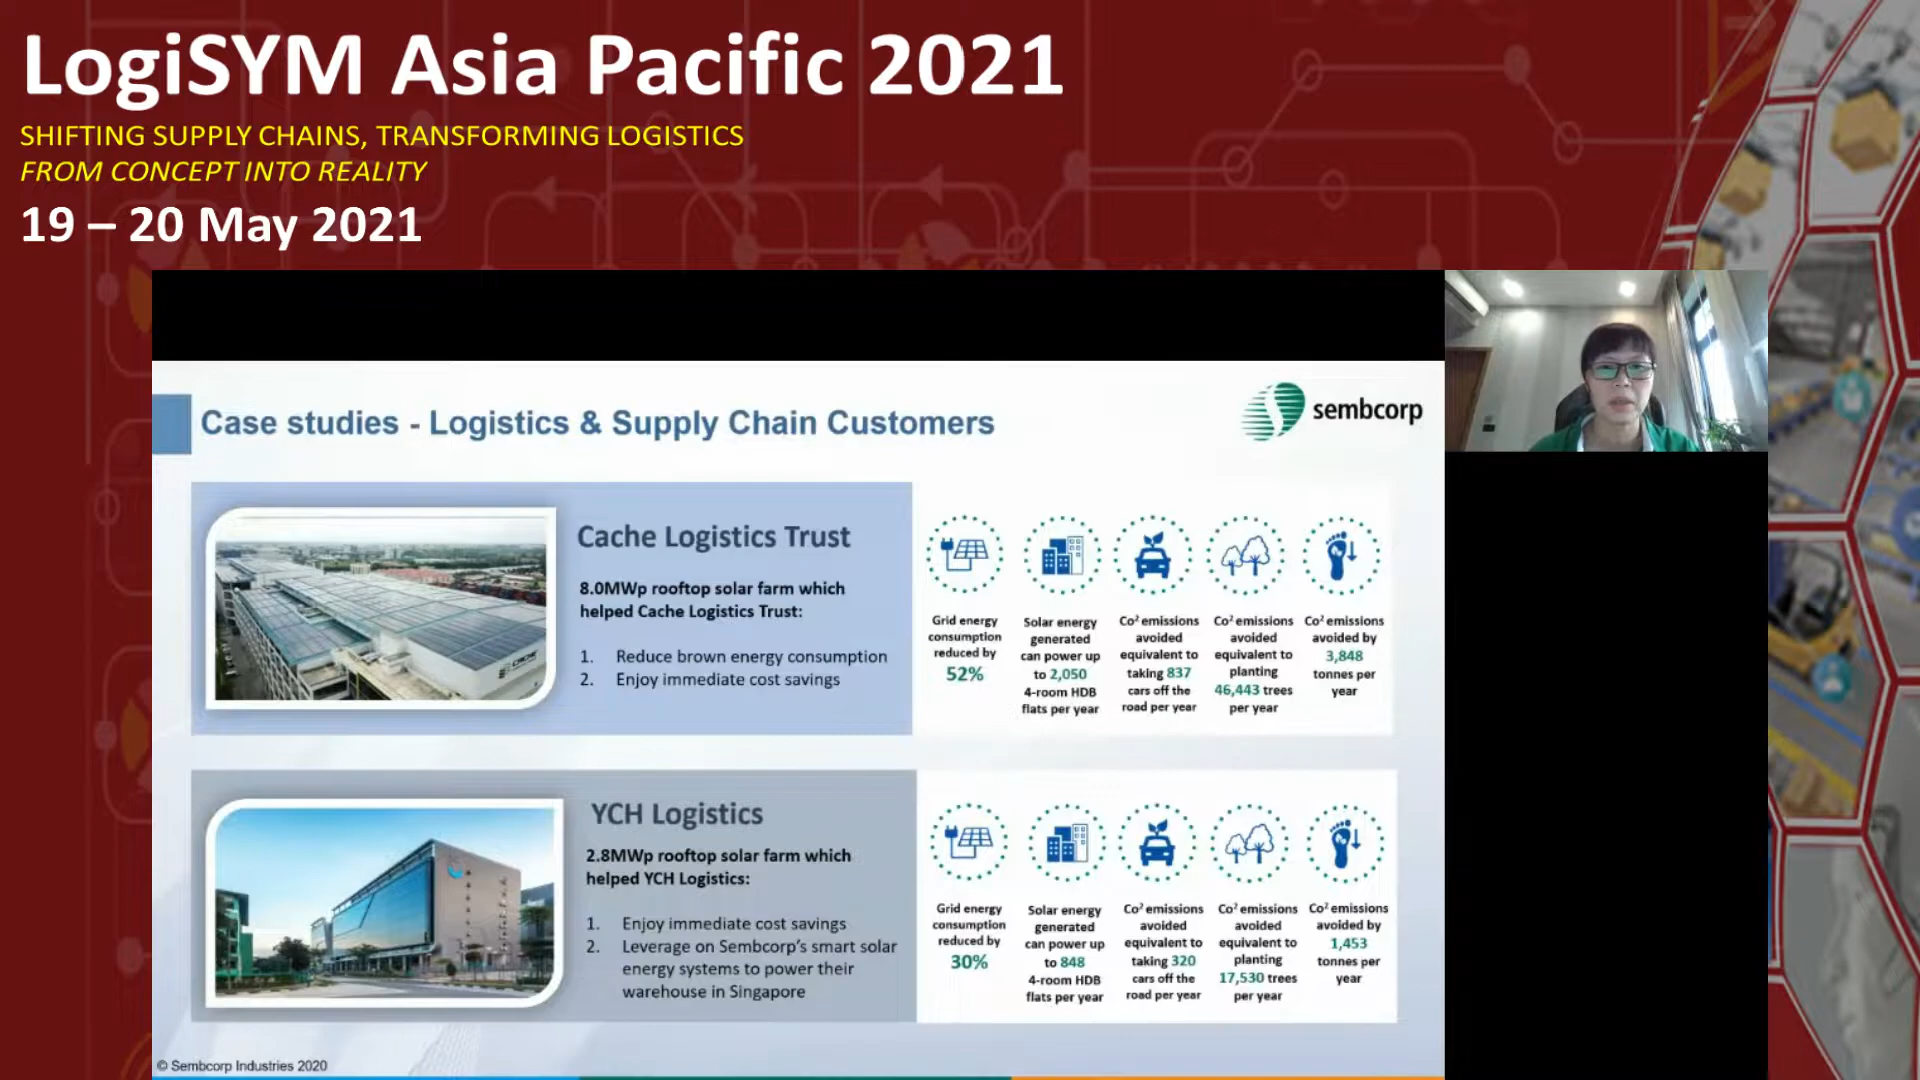 LogiSYM Asia Pacific 2021
SHIFTING SUPPLY CHAINS, TRANSFORMING LOGISTICS
FROM CONCEPT INTO REALITY
19 – 20 May 2021
Case studies - Logistics & Supply Chain Customers
sembcorp
Cache Logistics Trust
8.0MWp rooftop solar farm which
helped Cache Logistics Trust:
1. Reduce brown energy consumption
2. Enjoy immediate cost savings
CACHE
Grid energy
consumption
reduced by
52%
Solar energy
generated
can power up
to 2,050
4-room HDB
flats per year
Co² emissions
avoided
equivalent to
taking 837
cars off the
road per year
Co² emissions
avoided
equivalent to
planting
46,443 trees
per year
Co² emissions
avoided by
3,848
tonnes per
year
YCH Logistics
2.8MWp rooftop solar farm which
helped YCH Logistics:
1. Enjoy immediate cost savings
2. Leverage on Sembcorp's smart solar
energy systems to power their
warehouse in Singapore
Grid energy
consumption
reduced by
30%
Solar energy
generated
can power up
to 848
4-room HDB
flats per year
Co² emissions
avoided
equivalent to
taking 320
cars off the
road per year
Co² emissions
avoided
equivalent to
planting
17,530 trees
per year
Co² emissions
avoided by
1,453
tonnes per
year
© Sembcorp Industries 2020